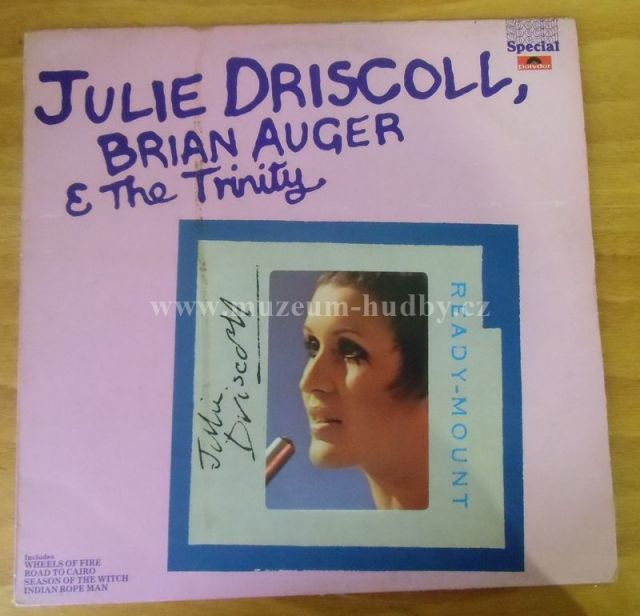 Special
polydor
JULIE DRISCOLL,
BRIAN AUGER
& The Trinity
www.muzeum-hudby.cz
Julie
Driscoll
READY-MOUNT
Includes
WHEELS OF FIRE
ROAD TO CAIRO
SEASON OF THE WITCH
INDIAN ROPE MAN